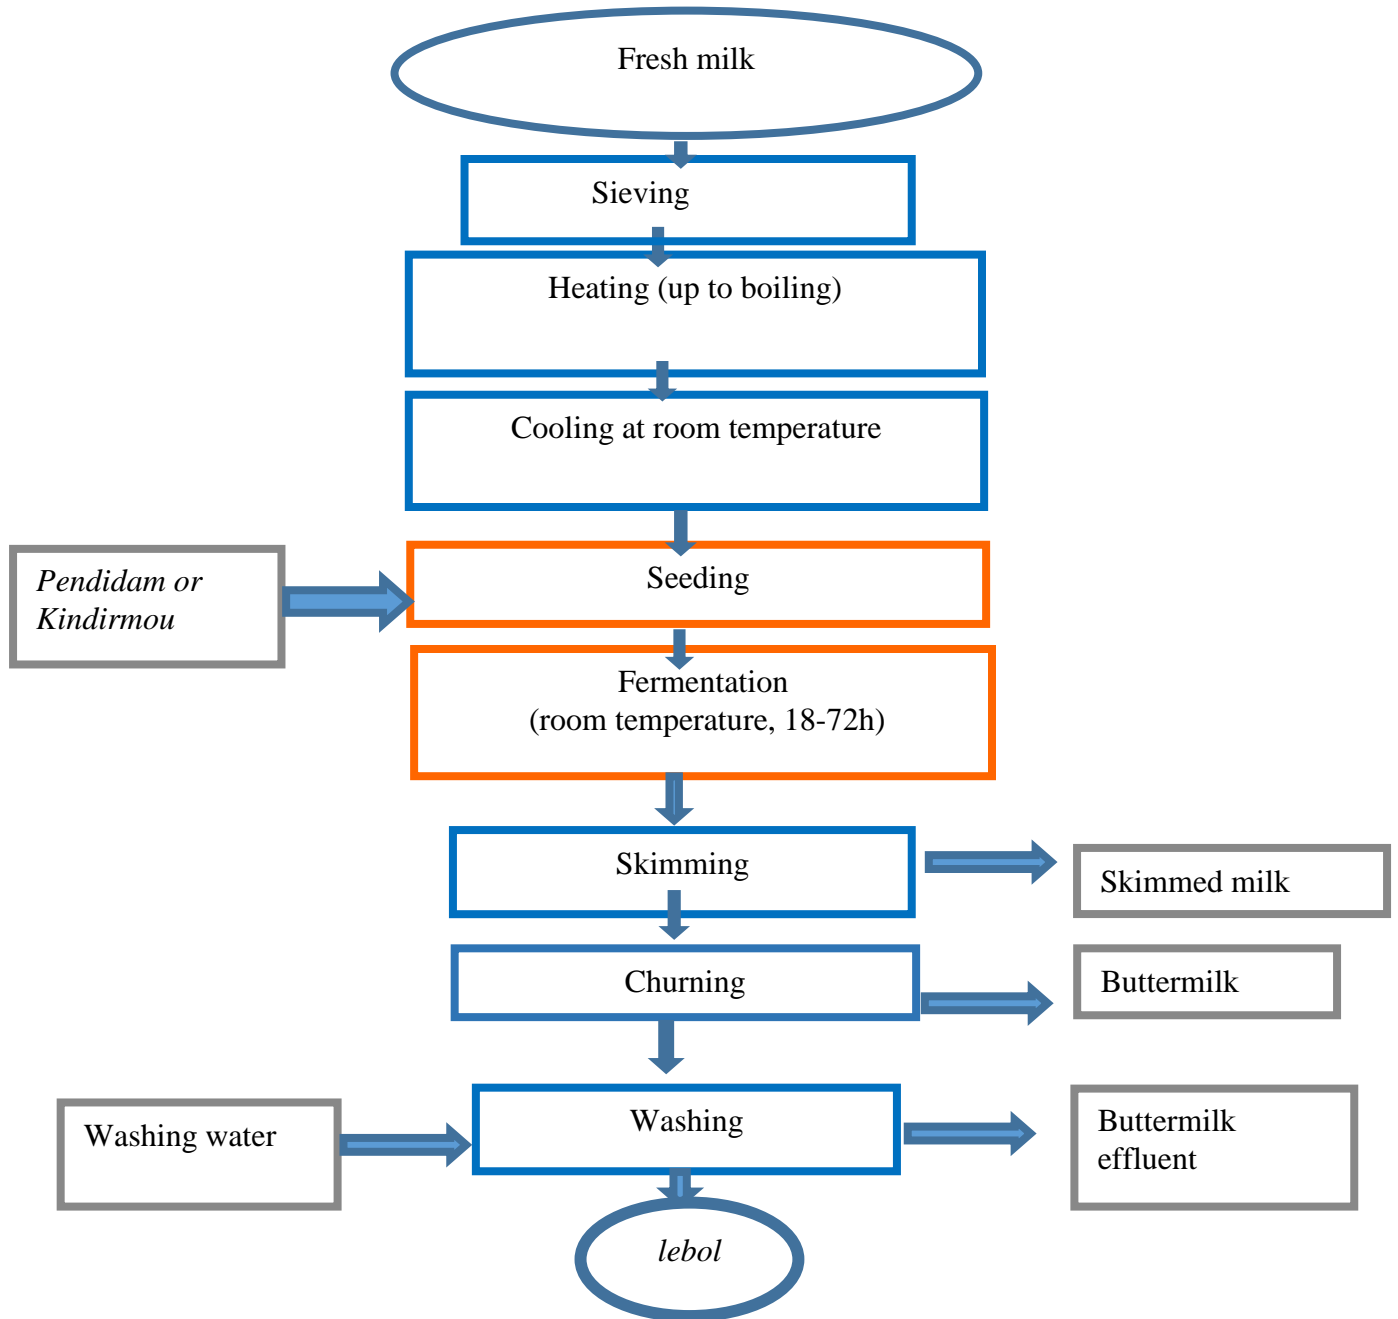 Fresh milk
Sieving
Heating (up to boiling)
Cooling at room temperature
Pendidam or
Kindirmou
Seeding
Fermentation
(room temperature, 18-72h)
Skimming
Skimmed milk
Churning
Buttermilk
Washing water
Washing
Buttermilk
effluent
lebol